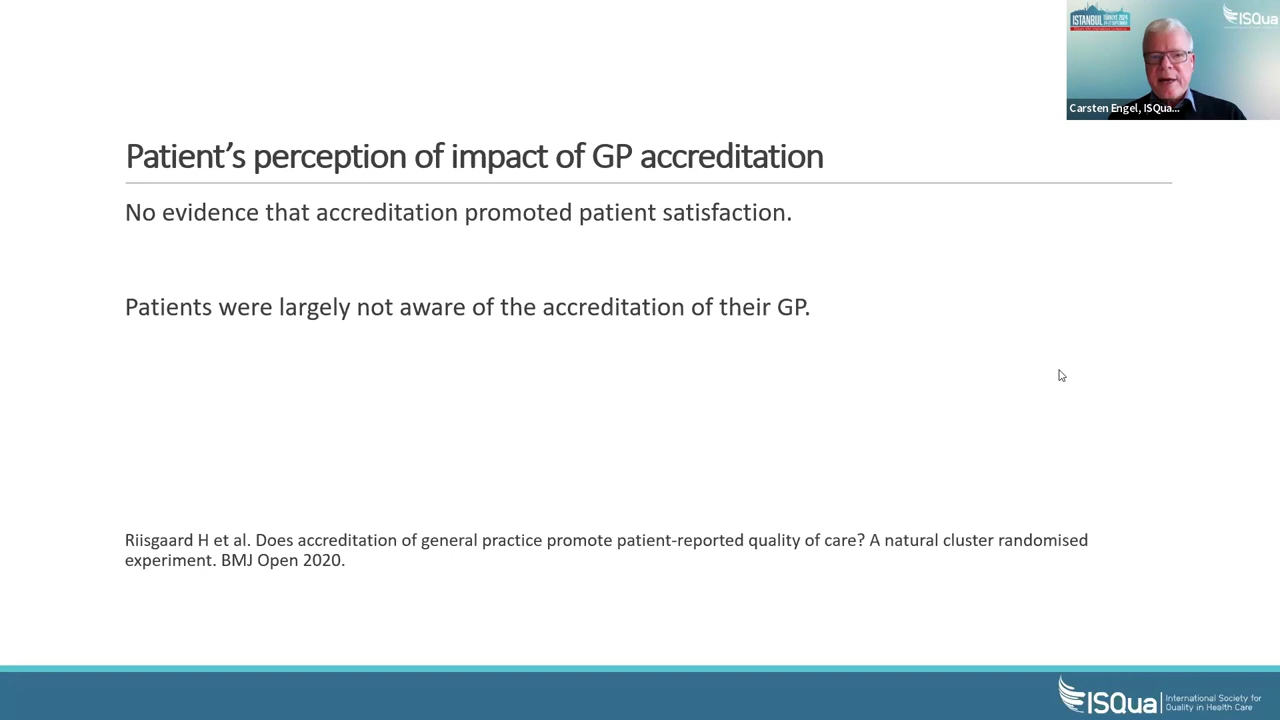 ISTANBUL
ISQua
Carsten Engel, ISQua...
Patient's perception of impact of GP accreditation
No evidence that accreditation promoted patient satisfaction.
Patients were largely not aware of the accreditation of their GP.
Riisgaard H et al. Does accreditation of general practice promote patient-reported quality of care? A natural cluster randomised
experiment. BMJ Open 2020.
ISQua
International Society for
Quality in Health Care